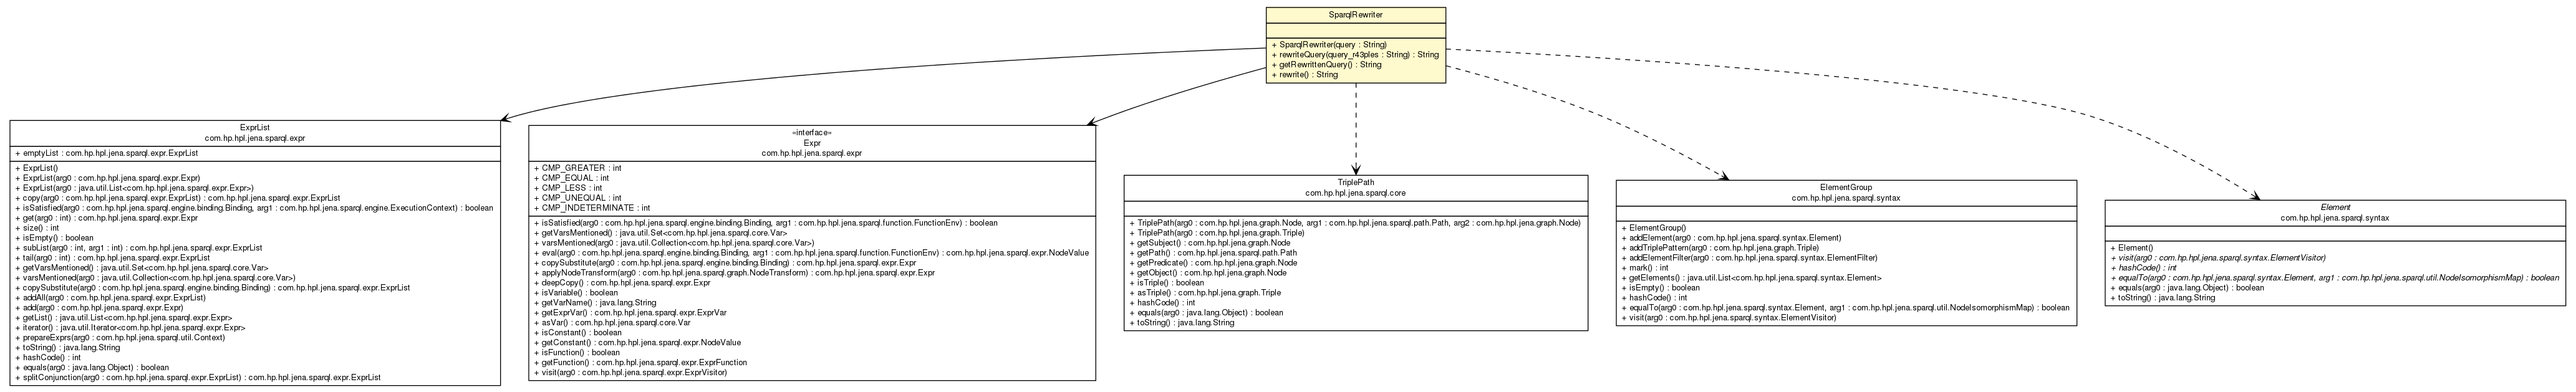 SparqlRewriter
+ SparqlRewriter(query : String)
+ rewriteQuery(query_r43ples : String) : String
+ getRewrittenQuery() : String
+ rewrite() : String
ExprList
com.hp.hpl.jena.sparql.expr
+ emptyList : com.hp.hpl.jena.sparql.expr.ExprList
+ ExprList()
+ ExprList(arg0 : com.hp.hpl.jena.sparql.expr.Expr)
+ ExprList(arg0 : java.util.List<com.hp.hpl.jena.sparql.expr.Expr>)
+ copy(arg0 : com.hp.hpl.jena.sparql.expr.ExprList) : com.hp.hpl.jena.sparql.expr.ExprList
+ isSatisfied(arg0 : com.hp.hpl.jena.sparql.engine.binding.Binding, arg1 : com.hp.hpl.jena.sparql.engine.ExecutionContext) : boolean
+ get(arg0 : int) : com.hp.hpl.jena.sparql.expr.Expr
+ size() : int
+ isEmpty() : boolean
+ subList(arg0 : int, arg1 : int) : com.hp.hpl.jena.sparql.expr.ExprList
+ tail(arg0 : int) : com.hp.hpl.jena.sparql.expr.ExprList
+ getVarsMentioned() : java.util.Set<com.hp.hpl.jena.sparql.core.Var>
+ varsMentioned(arg0 : java.util.Collection<com.hp.hpl.jena.sparql.core.Var>)
+ copySubstitute(arg0 : com.hp.hpl.jena.sparql.engine.binding.Binding) : com.hp.hpl.jena.sparql.expr.ExprList
+ addAll(arg0 : com.hp.hpl.jena.sparql.expr.ExprList)
+ add(arg0 : com.hp.hpl.jena.sparql.expr.Expr)
+ getList() : java.util.List<com.hp.hpl.jena.sparql.expr.Expr>
+ iterator() : java.util.Iterator<com.hp.hpl.jena.sparql.expr.Expr>
+ prepareExprs(arg0 : com.hp.hpl.jena.sparql.util.Context)
+ toString() : java.lang.String
+ hashCode() : int
+ equals(arg0 : java.lang.Object) : boolean
+ splitConjunction(arg0 : com.hp.hpl.jena.sparql.expr.ExprList) : com.hp.hpl.jena.sparql.expr.ExprList
«interface»
Expr
com.hp.hpl.jena.sparql.expr
+ CMP_GREATER : int
+ CMP_EQUAL : int
+ CMP_LESS : int
+ CMP_UNEQUAL : int
+ CMP_INDETERMINATE : int
+ isSatisfied(arg0 : com.hp.hpl.jena.sparql.engine.binding.Binding, arg1 : com.hp.hpl.jena.sparql.function.FunctionEnv) : boolean
+ getVarsMentioned() : java.util.Set<com.hp.hpl.jena.sparql.core.Var>
+ varsMentioned(arg0 : java.util.Collection<com.hp.hpl.jena.sparql.core.Var>)
+ eval(arg0 : com.hp.hpl.jena.sparql.engine.binding.Binding, arg1 : com.hp.hpl.jena.sparql.function.FunctionEnv) : com.hp.hpl.jena.sparql.expr.NodeValue
+ copySubstitute(arg0 : com.hp.hpl.jena.sparql.engine.binding.Binding) : com.hp.hpl.jena.sparql.expr.Expr
+ applyNodeTransform(arg0 : com.hp.hpl.jena.sparql.graph.NodeTransform) : com.hp.hpl.jena.sparql.expr.Expr
+ deepCopy() : com.hp.hpl.jena.sparql.expr.Expr
+ isVariable() : boolean
+ getVarName() : java.lang.String
+ getExprVar() : com.hp.hpl.jena.sparql.expr.ExprVar
+ asVar() : com.hp.hpl.jena.sparql.core.Var
+ isConstant() : boolean
+ getConstant() : com.hp.hpl.jena.sparql.expr.NodeValue
+ isFunction() : boolean
+ getFunction() : com.hp.hpl.jena.sparql.expr.ExprFunction
+ visit(arg0 : com.hp.hpl.jena.sparql.expr.ExprVisitor)
TriplePath
com.hp.hpl.jena.sparql.core
+ TriplePath(arg0 : com.hp.hpl.jena.graph.Node, arg1 : com.hp.hpl.jena.sparql.path.Path, arg2 : com.hp.hpl.jena.graph.Node)
+ TriplePath(arg0 : com.hp.hpl.jena.graph.Triple)
+ getSubject() : com.hp.hpl.jena.graph.Node
+ getPath() : com.hp.hpl.jena.sparql.path.Path
+ getPredicate() : com.hp.hpl.jena.graph.Node
+ getObject() : com.hp.hpl.jena.graph.Node
+ isTriple() : boolean
+ asTriple() : com.hp.hpl.jena.graph.Triple
+ hashCode() : int
+ equals(arg0 : java.lang.Object) : boolean
+ toString() : java.lang.String
ElementGroup
com.hp.hpl.jena.sparql.syntax
+ ElementGroup()
+ addElement(arg0 : com.hp.hpl.jena.sparql.syntax.Element)
+ addTriplePattern(arg0 : com.hp.hpl.jena.graph.Triple)
+ addElementFilter(arg0 : com.hp.hpl.jena.sparql.syntax.ElementFilter)
+ mark() : int
+ getElements() : java.util.List<com.hp.hpl.jena.sparql.syntax.Element>
+ isEmpty() : boolean
+ hashCode() : int
+ equalTo(arg0 : com.hp.hpl.jena.sparql.syntax.Element, arg1 : com.hp.hpl.jena.sparql.util.NodeIsomorphismMap) : boolean
+ visit(arg0 : com.hp.hpl.jena.sparql.syntax.ElementVisitor)
Element
com.hp.hpl.jena.sparql.syntax
+ Element()
+ visit(arg0 : com.hp.hpl.jena.sparql.syntax.ElementVisitor)
+ hashCode() : int
+ equalTo(arg0 : com.hp.hpl.jena.sparql.syntax.Element, arg1 : com.hp.hpl.jena.sparql.util.NodeIsomorphismMap) : boolean
+ equals(arg0 : java.lang.Object) : boolean
+ toString() : java.lang.String